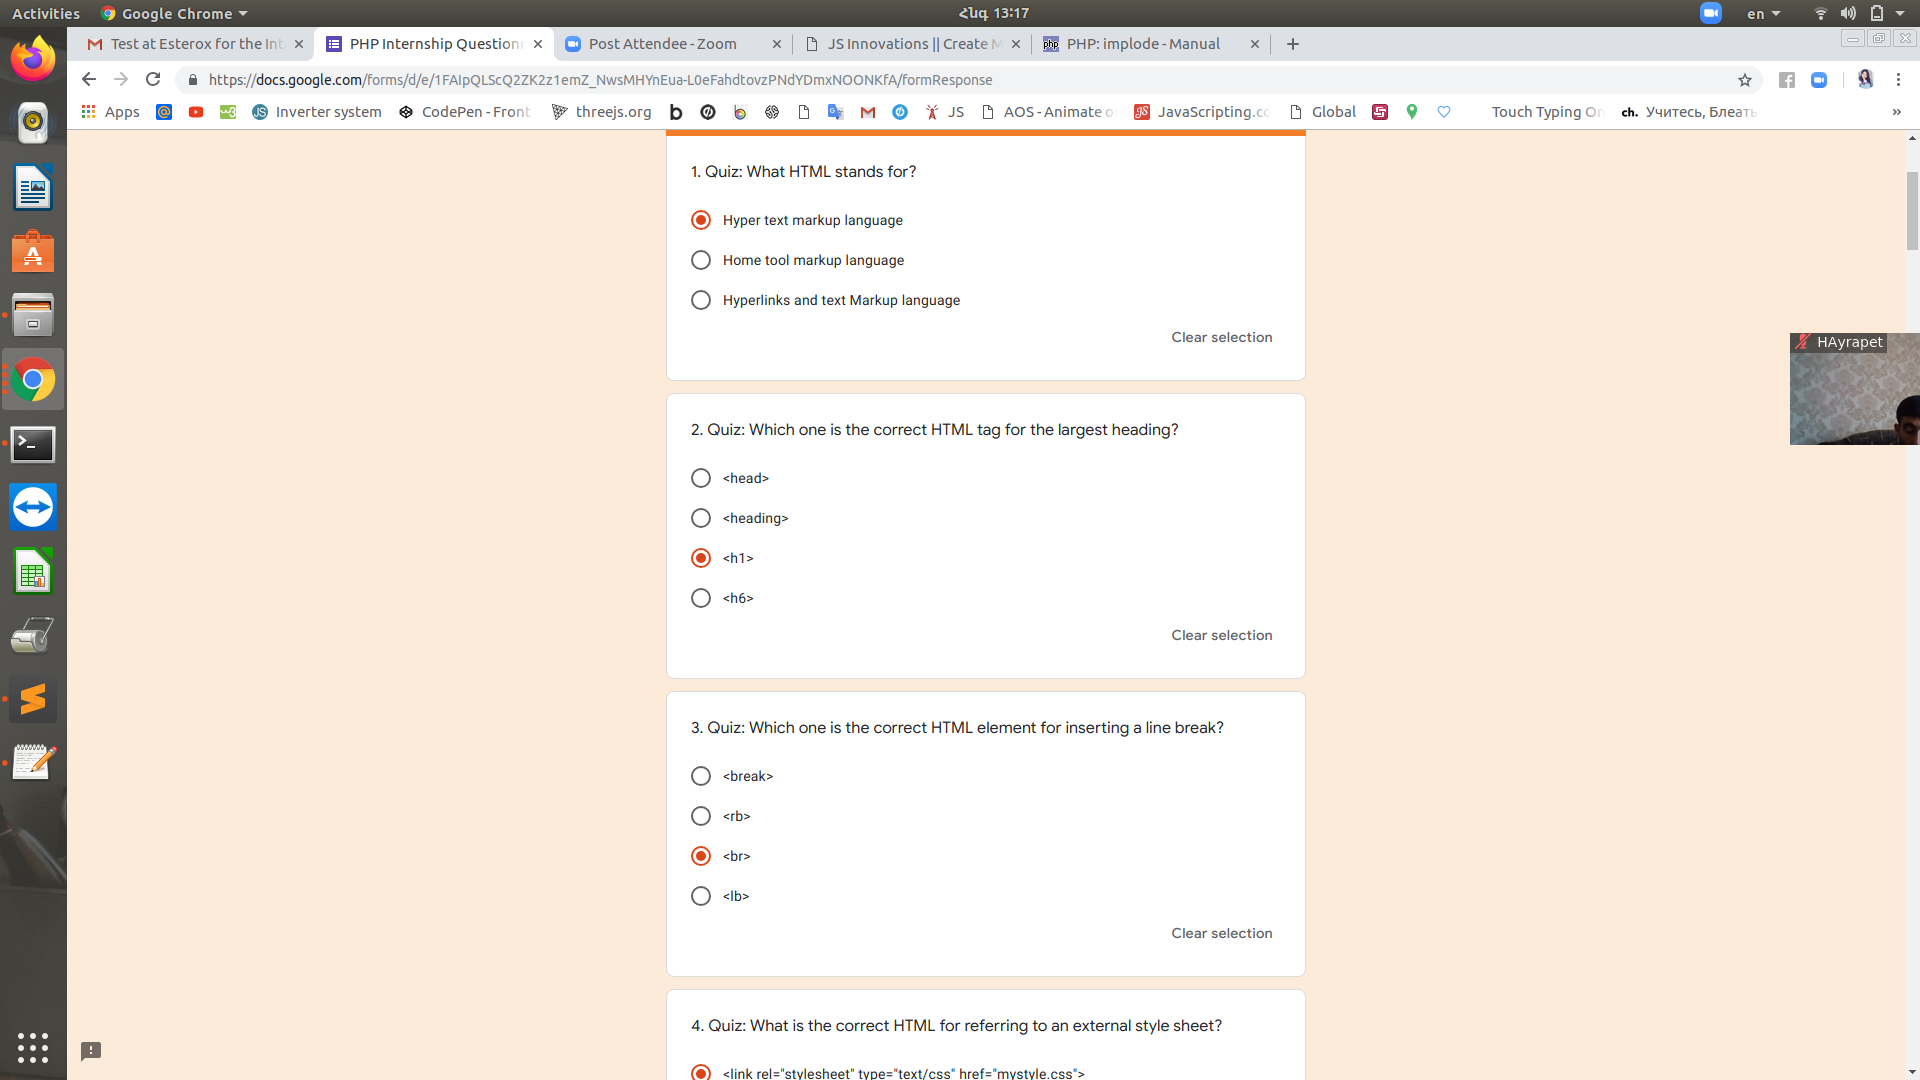 Activities
Google Chrome
Հնգ 13:17
en
Test at Esterox for the Int
PHP Internship Question
Post Attendee - Zoom
JS Innovations || Create M
PHP: implode - Manual
https://docs.google.com/forms/d/e/1FAIpQLScQ2ZK2z1emZ_NwsMHYnEua-L0eFahdtovzPNdYDmxNOONKfA/formResponse
Apps
Inverter system
CodePen - Front
threejs.org
JS
AOS - Animate o
JavaScripting.co
Global
Touch Typing On
ch. Учитесь, Блеать
1. Quiz: What HTML stands for?
Hyper text markup language
Home tool markup language
Hyperlinks and text Markup language
Clear selection
HAyrapet
2. Quiz: Which one is the correct HTML tag for the largest heading?
<head>
<heading>
<h1>
<h6>
Clear selection
3. Quiz: Which one is the correct HTML element for inserting a line break?
<break>
<rb>
<br>
<lb>
Clear selection
4. Quiz: What is the correct HTML for referring to an external style sheet?
<link rel="stylesheet" type="text/css" href="mystyle.css">